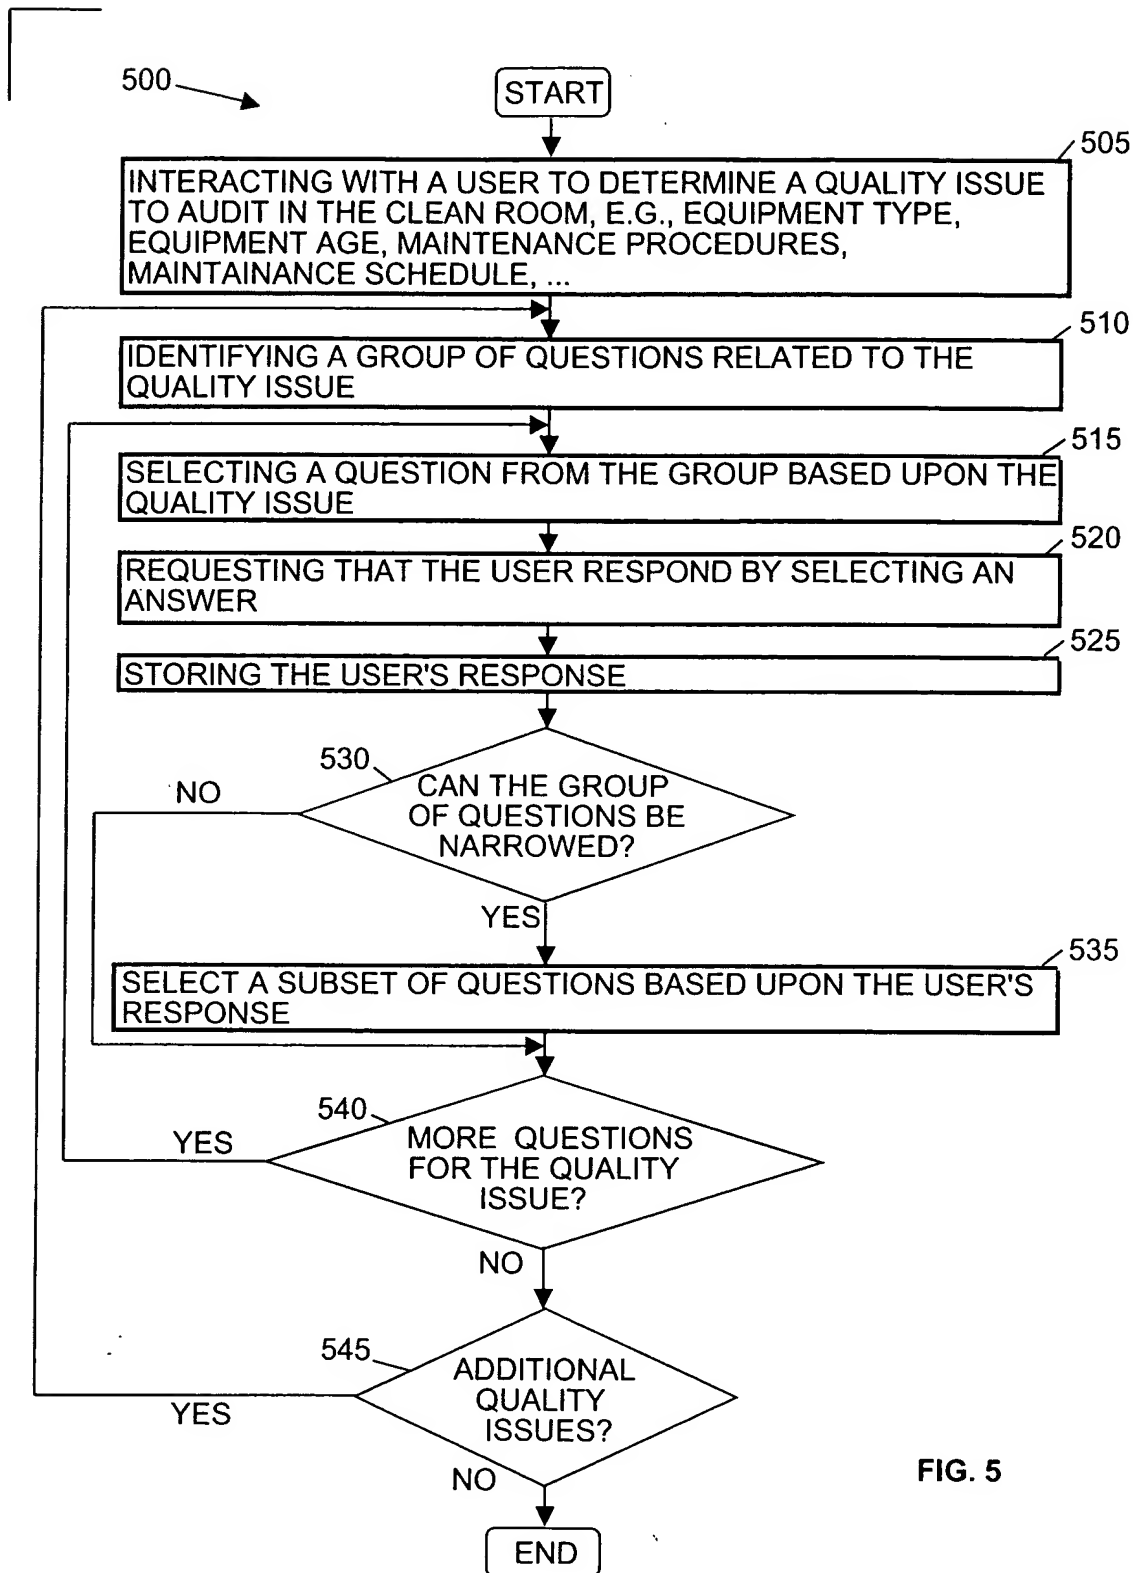 500
START
505
INTERACTING WITH A USER TO DETERMINE A QUALITY ISSUE
TO AUDIT IN THE CLEAN ROOM, E.G., EQUIPMENT TYPE,
EQUIPMENT AGE, MAINTENANCE PROCEDURES,
MAINTAINANCE SCHEDULE, ...
510
IDENTIFYING A GROUP OF QUESTIONS RELATED TO THE
QUALITY ISSUE
515
SELECTING A QUESTION FROM THE GROUP BASED UPON THE
QUALITY ISSUE
520
REQUESTING THAT THE USER RESPOND BY SELECTING AN
ANSWER
525
STORING THE USER'S RESPONSE
530
NO
CAN THE GROUP
OF QUESTIONS BE
NARROWED?
YES
535
SELECT A SUBSET OF QUESTIONS BASED UPON THE USER'S
RESPONSE
540
YES
MORE QUESTIONS
FOR THE QUALITY
ISSUE?
NO
545
YES
ADDITIONAL
QUALITY
ISSUES?
NO
FIG. 5
END